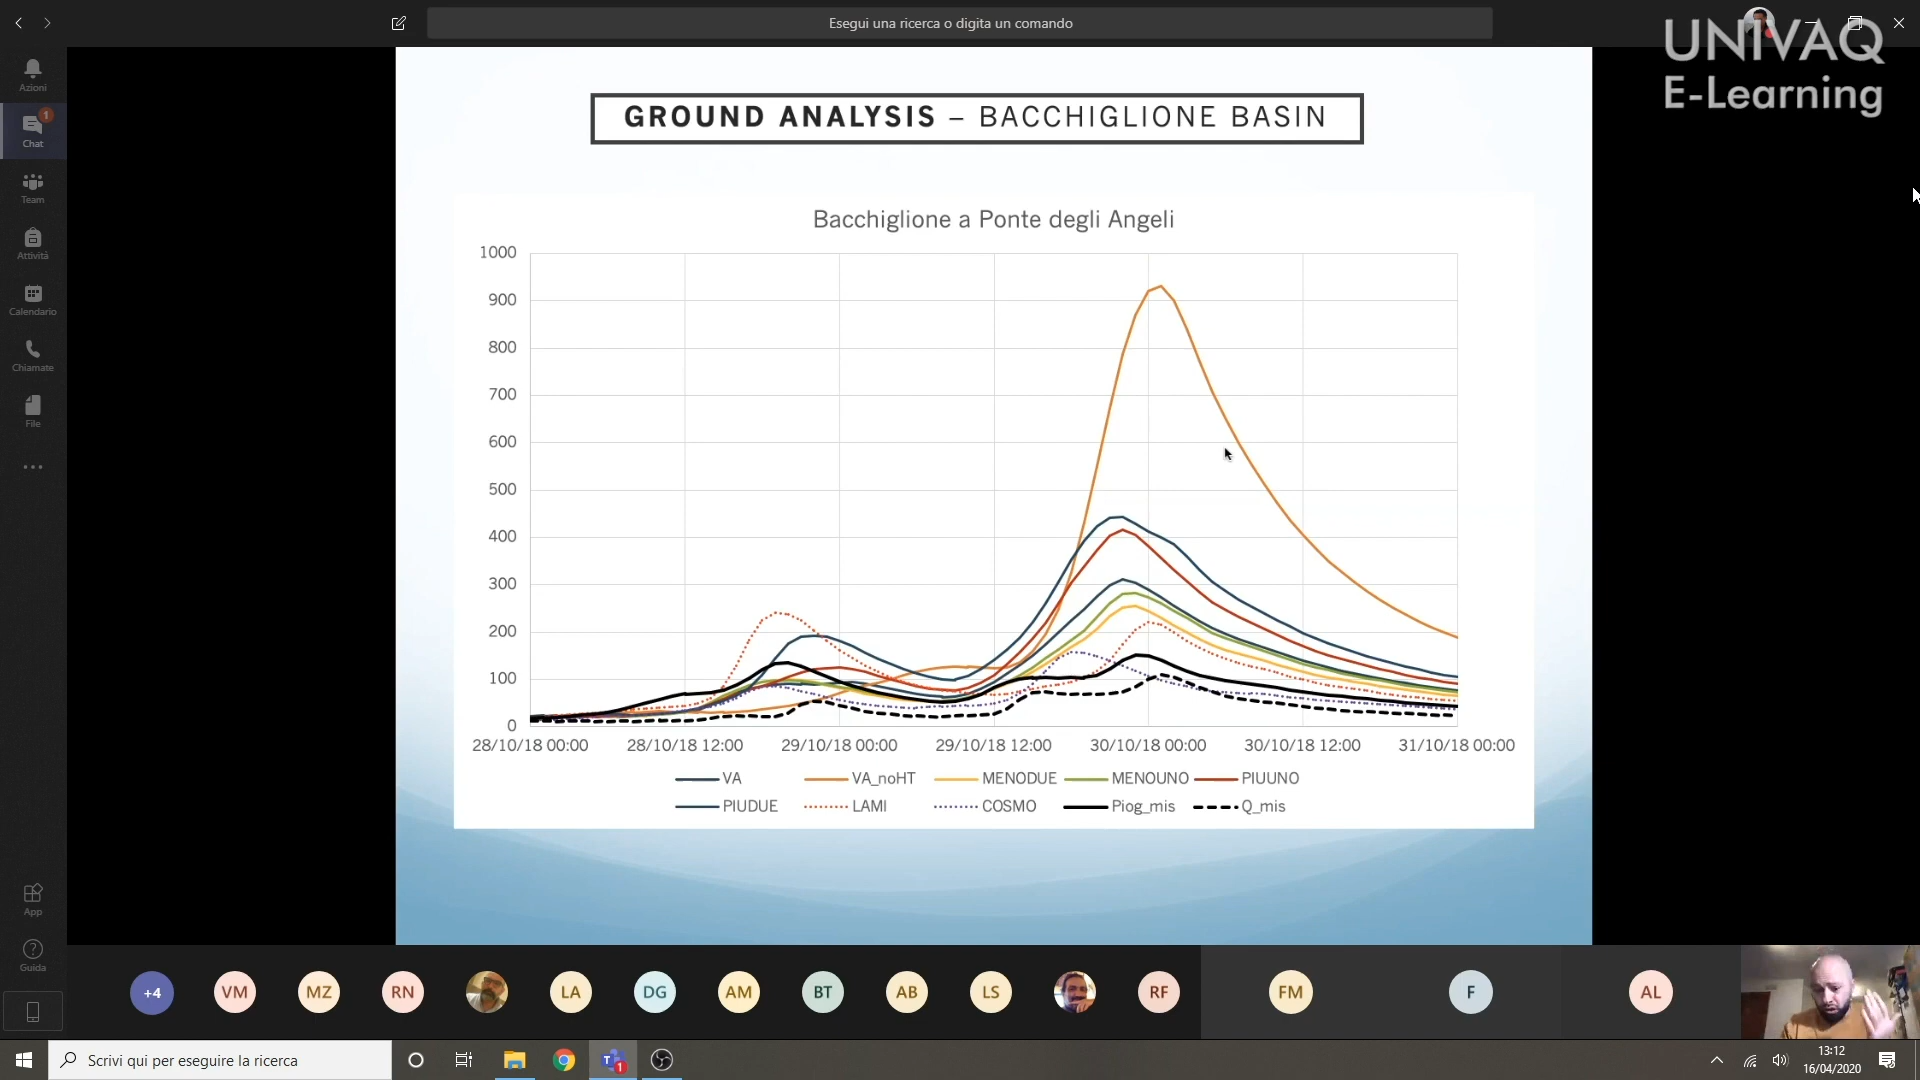 Esegui una ricerca o digita un comando
UNIVAQ
E-Learning
Azioni
1
Chat
Team
Attività
Calendario
Chiamate
File
App
Guida
GROUND ANALYSIS – BACCHIGLIONE BASIN
Bacchiglione a Ponte degli Angeli
1000
900
800
700
600
500
400
300
200
100
0
28/10/18 00:00 28/10/18 12:00 29/10/18 00:00 29/10/18 12:00 30/10/18 00:00 30/10/18 12:00 31/10/18 00:00
VA VA_noHT MENODUE MENOUNO PIUUNO
PIUDUE LAMI COSMO Piog_mis Q_mis
+4 VM MZ RN LA DG AM BT AB LS RF FM F AL
Scrivi qui per eseguire la ricerca
T 1
13:12
16/04/2020